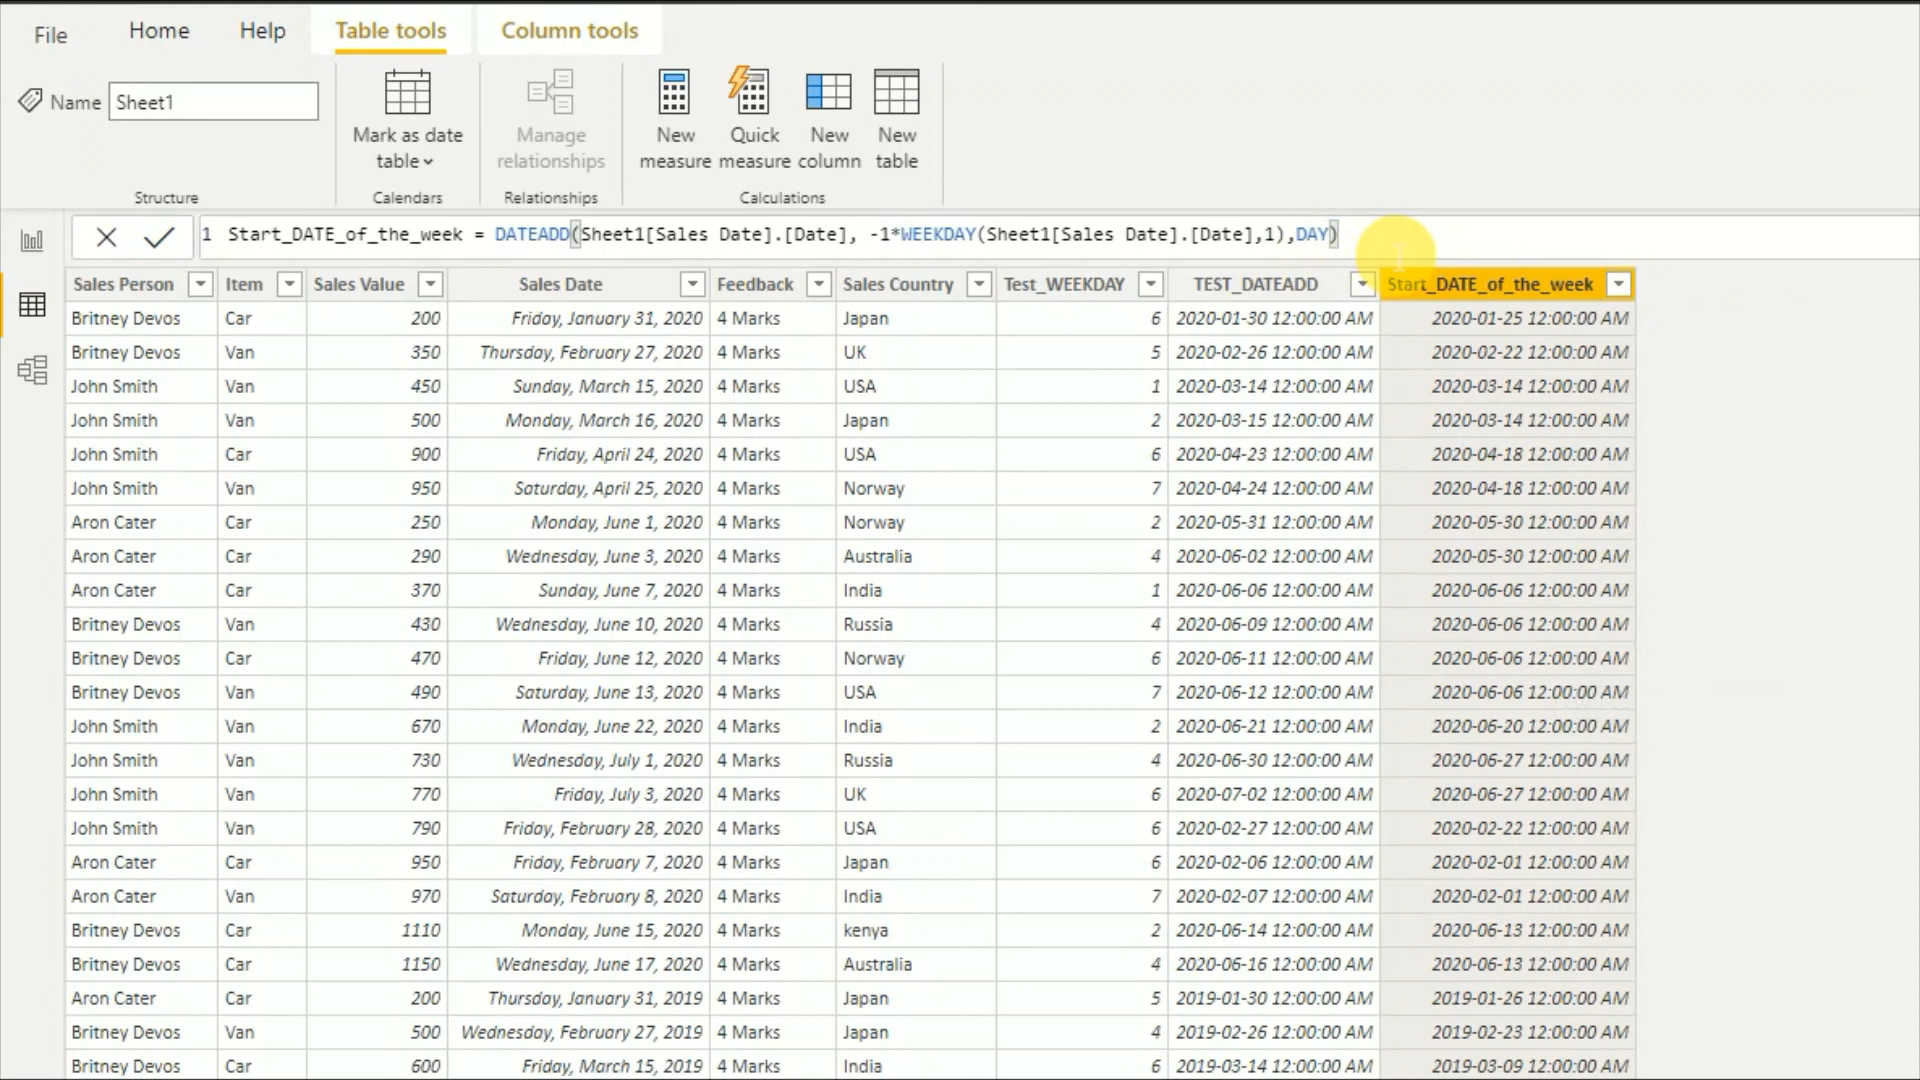 File Home Help Table tools Column tools
Name Sheet1
Mark as date table
Manage relationships
New measure
Quick measure
New column
New table
Structure Calendars Relationships Calculations
1 Start_DATE_of_the_week = DATEADD(Sheet1[Sales Date].[Date], -1*WEEKDAY(Sheet1[Sales Date].[Date],1),DAY)
Sales Person Item Sales Value Sales Date Feedback Sales Country Test_WEEKDAY TEST_DATEADD Start_DATE_of_the_week
Britney Devos Car 200 Friday, January 31, 2020 4 Marks Japan 6 2020-01-30 12:00:00 AM 2020-01-25 12:00:00 AM
Britney Devos Van 350 Thursday, February 27, 2020 4 Marks UK 5 2020-02-26 12:00:00 AM 2020-02-22 12:00:00 AM
John Smith Van 450 Sunday, March 15, 2020 4 Marks USA 1 2020-03-14 12:00:00 AM 2020-03-14 12:00:00 AM
John Smith Van 500 Monday, March 16, 2020 4 Marks Japan 2 2020-03-15 12:00:00 AM 2020-03-14 12:00:00 AM
John Smith Car 900 Friday, April 24, 2020 4 Marks USA 6 2020-04-23 12:00:00 AM 2020-04-18 12:00:00 AM
John Smith Van 950 Saturday, April 25, 2020 4 Marks Norway 7 2020-04-24 12:00:00 AM 2020-04-18 12:00:00 AM
Aron Cater Car 250 Monday, June 1, 2020 4 Marks Norway 2 2020-05-31 12:00:00 AM 2020-05-30 12:00:00 AM
Aron Cater Car 290 Wednesday, June 3, 2020 4 Marks Australia 4 2020-06-02 12:00:00 AM 2020-05-30 12:00:00 AM
Aron Cater Car 370 Sunday, June 7, 2020 4 Marks India 1 2020-06-06 12:00:00 AM 2020-06-06 12:00:00 AM
Britney Devos Van 430 Wednesday, June 10, 2020 4 Marks Russia 4 2020-06-09 12:00:00 AM 2020-06-06 12:00:00 AM
Britney Devos Car 470 Friday, June 12, 2020 4 Marks Norway 6 2020-06-11 12:00:00 AM 2020-06-06 12:00:00 AM
Britney Devos Van 490 Saturday, June 13, 2020 4 Marks USA 7 2020-06-12 12:00:00 AM 2020-06-06 12:00:00 AM
John Smith Van 670 Monday, June 22, 2020 4 Marks India 2 2020-06-21 12:00:00 AM 2020-06-20 12:00:00 AM
John Smith Van 730 Wednesday, July 1, 2020 4 Marks Russia 4 2020-06-30 12:00:00 AM 2020-06-27 12:00:00 AM
John Smith Van 770 Friday, July 3, 2020 4 Marks UK 6 2020-07-02 12:00:00 AM 2020-06-27 12:00:00 AM
John Smith Van 790 Friday, February 28, 2020 4 Marks USA 6 2020-02-27 12:00:00 AM 2020-02-22 12:00:00 AM
Aron Cater Car 950 Friday, February 7, 2020 4 Marks Japan 6 2020-02-06 12:00:00 AM 2020-02-01 12:00:00 AM
Aron Cater Van 970 Saturday, February 8, 2020 4 Marks India 7 2020-02-07 12:00:00 AM 2020-02-01 12:00:00 AM
Britney Devos Car 1110 Monday, June 15, 2020 4 Marks kenya 2 2020-06-14 12:00:00 AM 2020-06-13 12:00:00 AM
Britney Devos Car 1150 Wednesday, June 17, 2020 4 Marks Australia 4 2020-06-16 12:00:00 AM 2020-06-13 12:00:00 AM
Aron Cater Car 200 Thursday, January 31, 2019 4 Marks Japan 5 2019-01-30 12:00:00 AM 2019-01-26 12:00:00 AM
Britney Devos Van 500 Wednesday, February 27, 2019 4 Marks Japan 4 2019-02-26 12:00:00 AM 2019-02-23 12:00:00 AM
Britney Devos Car 600 Friday, March 15, 2019 4 Marks India 6 2019-03-14 12:00:00 AM 2019-03-09 12:00:00 AM